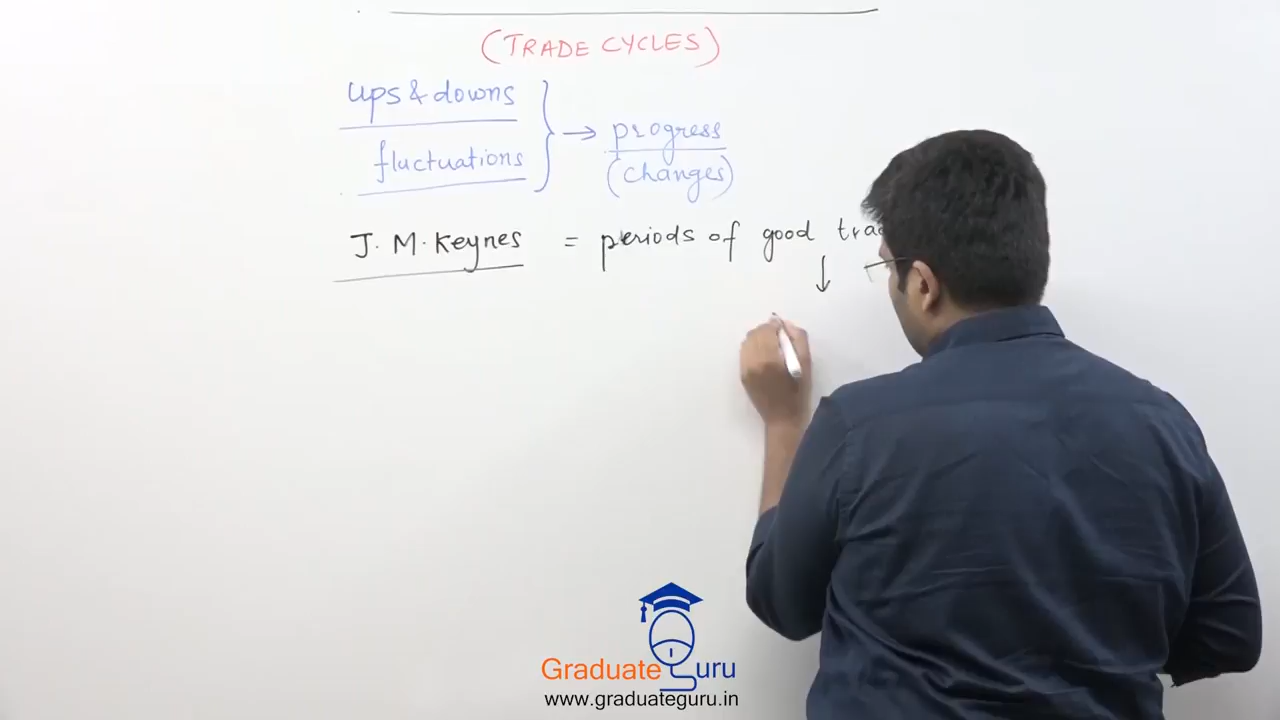 (TRADE CYCLES)
ups & downs
fluctuations
→ progress
(changes)
J. M. Keynes = periods of good
↓
Graduate Guru
www.graduateguru.in